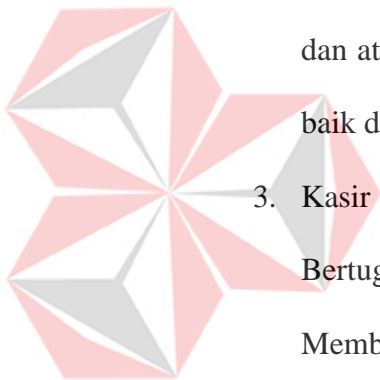 dan at
baik d
3. Kasir
Bertug
Memb